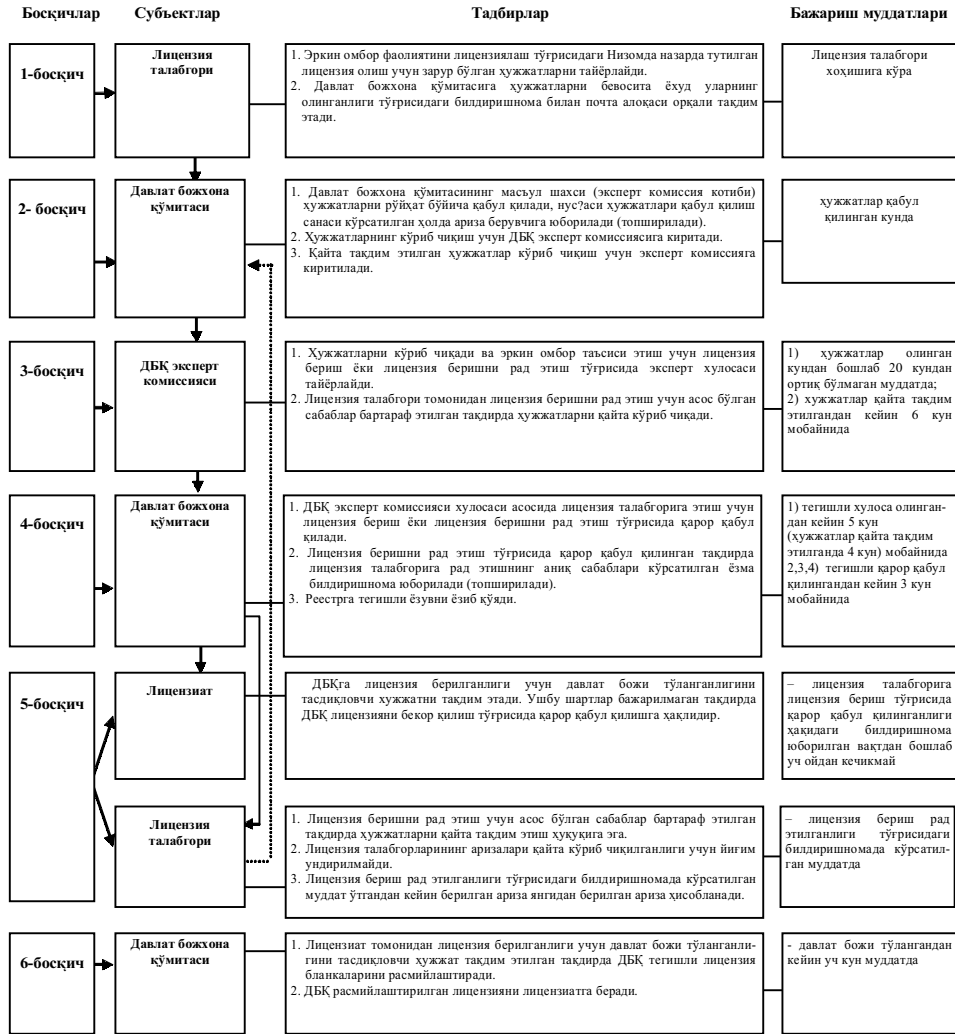 Босқичлар Субъектлар Тадбирлар Бажариш муддатлари
1-босқич
Лицензия
талабгори
1. Эркин омбор фаолиятини лицензиялаш тўғрисидаги Низомда назарда тутилган
лицензия олиш учун зарур бўлган ҳужжатларни тайёрлайди.
2. Давлат божхона қўмитасига ҳужжатларни бевосита ёхуд уларнинг
олинганлиги тўғрисидаги билдиришнома билан почта алоқаси орқали тақдим
этади.
Лицензия талабгори
хоҳишига кўра
2- босқич
Давлат божхона
қўмитаси
1. Давлат божхона қўмитасининг масъул шахси (эксперт комиссия котиби)
ҳужжатларни рўйҳат бўйича қабул қилади, нус?аси ҳужжатлари қабул қилиш
санаси кўрсатилган ҳолда ариза берувчига юборилади (топширилади).
2. Ҳужжатларнинг кўриб чиқиш учун ДБҚ эксперт комиссиясига киритади.
3. Қайта тақдим этилган ҳужжатлар кўриб чиқиш учун эксперт комиссияга
киритилади.
ҳужжатлар қабул
қилинган кунда
3-босқич
ДБҚ эксперт
комиссияси
1. Ҳужжатларни кўриб чиқади ва эркин омбор таъсиси этиш учун лицензия
бериш ёки лицензия беришни рад этиш тўғрисида эксперт хулосаси
тайёрлайди.
2. Лицензия талабгори томонидан лицензия беришни рад этиш учун асос бўлган
сабаблар бартараф этилган тақдирда ҳужжатларни қайта кўриб чиқади.
1) ҳужжатлар олинган
кундан бошлаб 20 кундан
ортиқ бўлмаган муддатда;
2) хужжатлар қайта тақдим
этилгандан кейин 6 кун
мобайнида
4-босқич
Давлат божхона
қўмитаси
1. ДБҚ эксперт комиссияси хулосаси асосида лицензия талабгорига этиш учун
лицензия бериш ёки лицензия беришни рад этиш тўғрисида қарор қабул
қилади.
2. Лицензия беришни рад этиш тўғрисида қарор қабул қилинган тақдирда
лицензия талабгорига рад этишнинг аниқ сабаблари кўрсатилган ёзма
билдиришнома юборилади (топширилади).
3. Реестрга тегишли ёзувни ёзиб қўяди.
1) тегишли хулоса олинган-
дан кейин 5 кун
(ҳужжатлар қайта тақдим
этилганда 4 кун) мобайнида
2,3,4) тегишли қарор қабул
қилингандан кейин 3 кун
мобайнида
5-босқич
Лицензиат
ДБҚга лицензия берилганлиги учун давлат божи тўланганлигини
тасдиқловчи ҳужжатни тақдим этади. Ушбу шартлар бажарилмаган тақдирда
ДБҚ лицензияни бекор қилиш тўғрисида қарор қабул қилишга ҳақлидир.
– лицензия талабгорига
лицензия бериш тўғрисида
қарор қабул қилинганлиги
ҳақидаги билдиришнома
юборилган вақтдан бошлаб
уч ойдан кечикмай
Лицензия
талабгори
1. Лицензия беришни рад этиш учун асос бўлган сабаблар бартараф этилган
тақдирда ҳужжатларни қайта тақдим этиш ҳуқуқига эга.
2. Лицензия талабгорларининг аризалари қайта кўриб чиқилганлиги учун йиғим
ундирилмайди.
3. Лицензия бериш рад этилганлиги тўғрисидаги билдиришномада кўрсатилган
муддат ўтгандан кейин берилган ариза янгидан берилган ариза ҳисобланади.
– лицензия бериш рад
этилганлиги тўғрисидаги
билдиришномада кўрсатил-
ган муддатда
6-босқич
Давлат божхона
қўмитаси
1. Лицензиат томонидан лицензия берилганлиги учун давлат божи тўланганли-
гини тасдиқловчи ҳужжат тақдим этилган тақдирда ДБҚ тегишли лицензия
бланкаларини расмийлаштиради.
2. ДБҚ расмийлаштирилган лицензияни лицензиатга беради.
- давлат божи тўлангандан
кейин уч кун муддатда